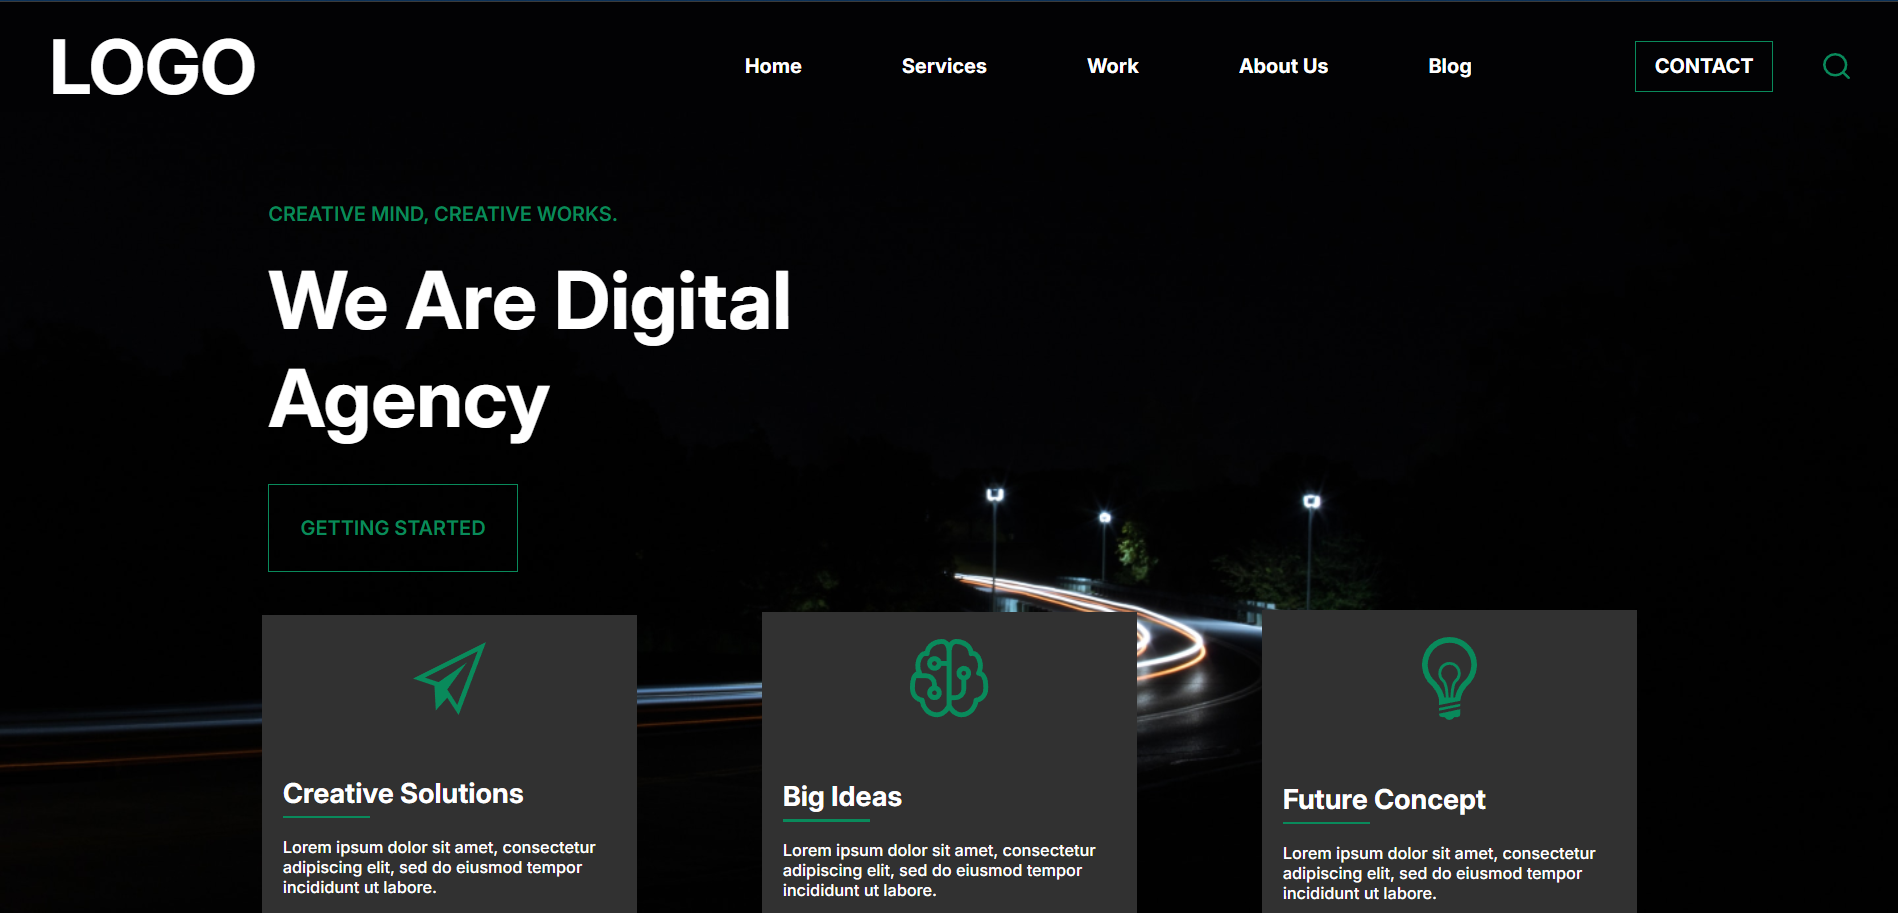 LOGO
Home Services Work About Us Blog CONTACT
CREATIVE MIND, CREATIVE WORKS.
We Are Digital
Agency
GETTING STARTED
Creative Solutions
Lorem ipsum dolor sit amet, consectetur
adipiscing elit, sed do eiusmod tempor
incididunt ut labore.
Big Ideas
Lorem ipsum dolor sit amet, consectetur
adipiscing elit, sed do eiusmod tempor
incididunt ut labore.
Future Concept
Lorem ipsum dolor sit amet, consectetur
adipiscing elit, sed do eiusmod tempor
incididunt ut labore.